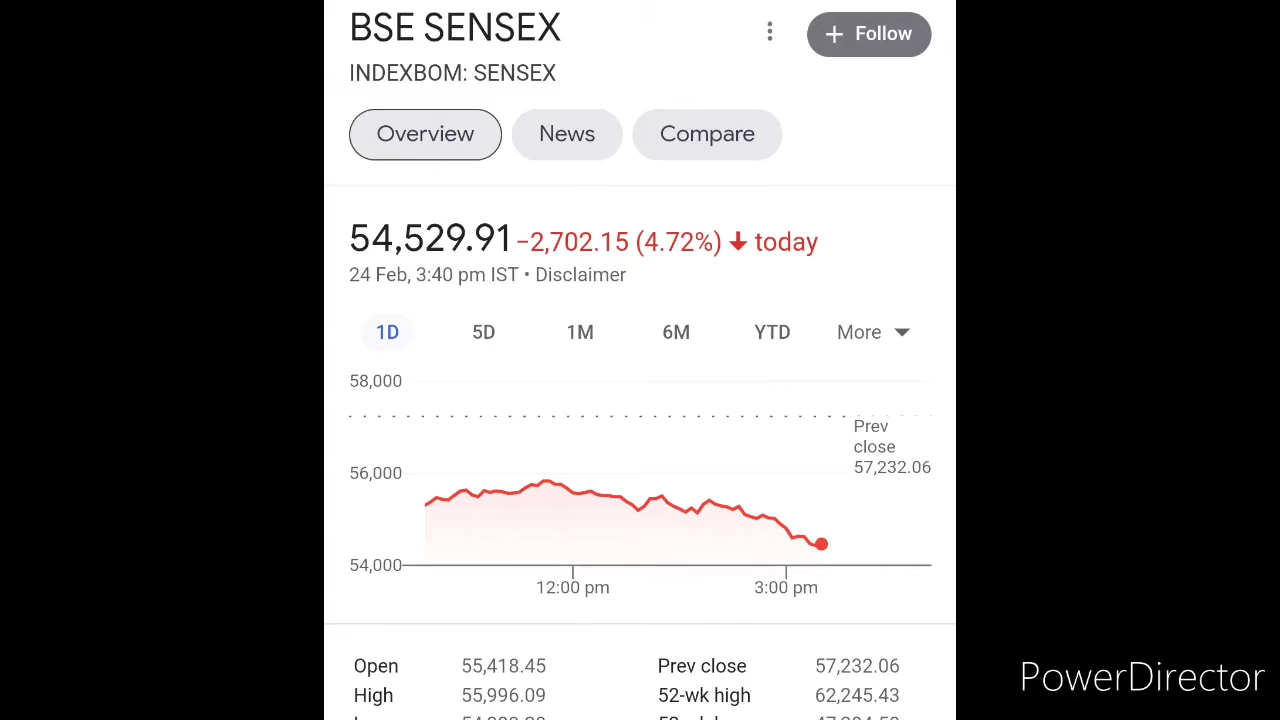 BSE SENSEX
+ Follow
INDEXBOM: SENSEX
Overview News Compare
54,529.91 −2,702.15 (4.72%) ↓ today
24 Feb, 3:40 pm IST • Disclaimer
1D 5D 1M 6M YTD More
58,000
Prev
close
57,232.06
56,000
54,000
12:00 pm 3:00 pm
Open 55,418.45 Prev close 57,232.06
High 55,996.09 52-wk high 62,245.43
PowerDirector